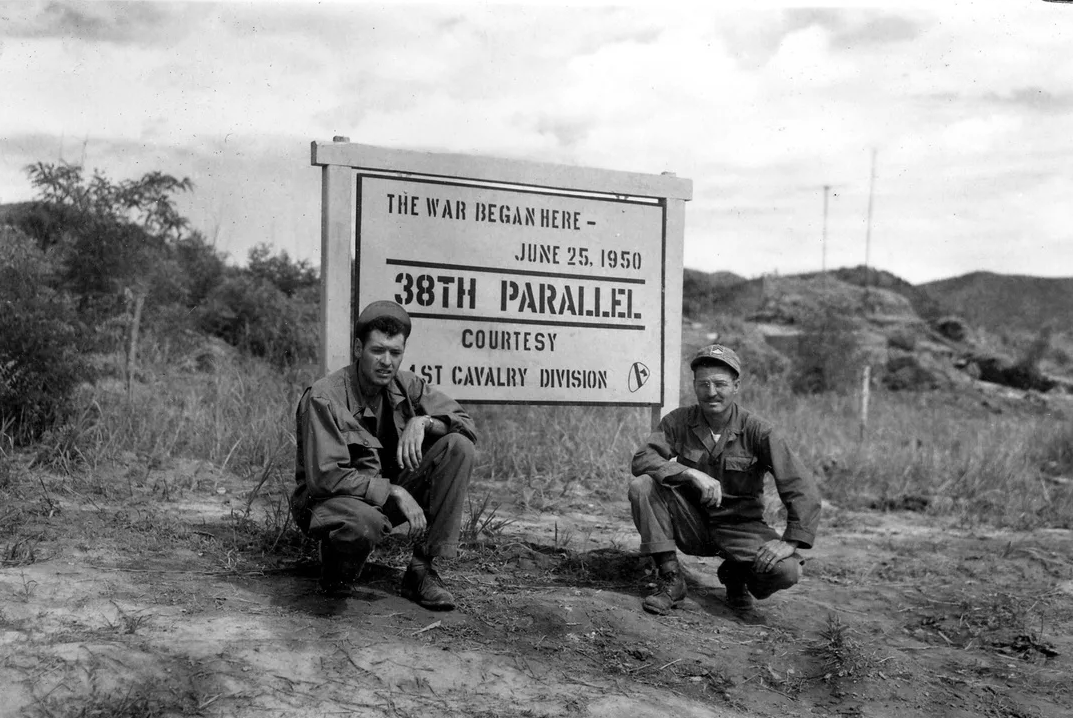 THE WAR BEGAN HERE –
JUNE 25, 1950
38TH PARALLEL
COURTESY
1ST CAVALRY DIVISION